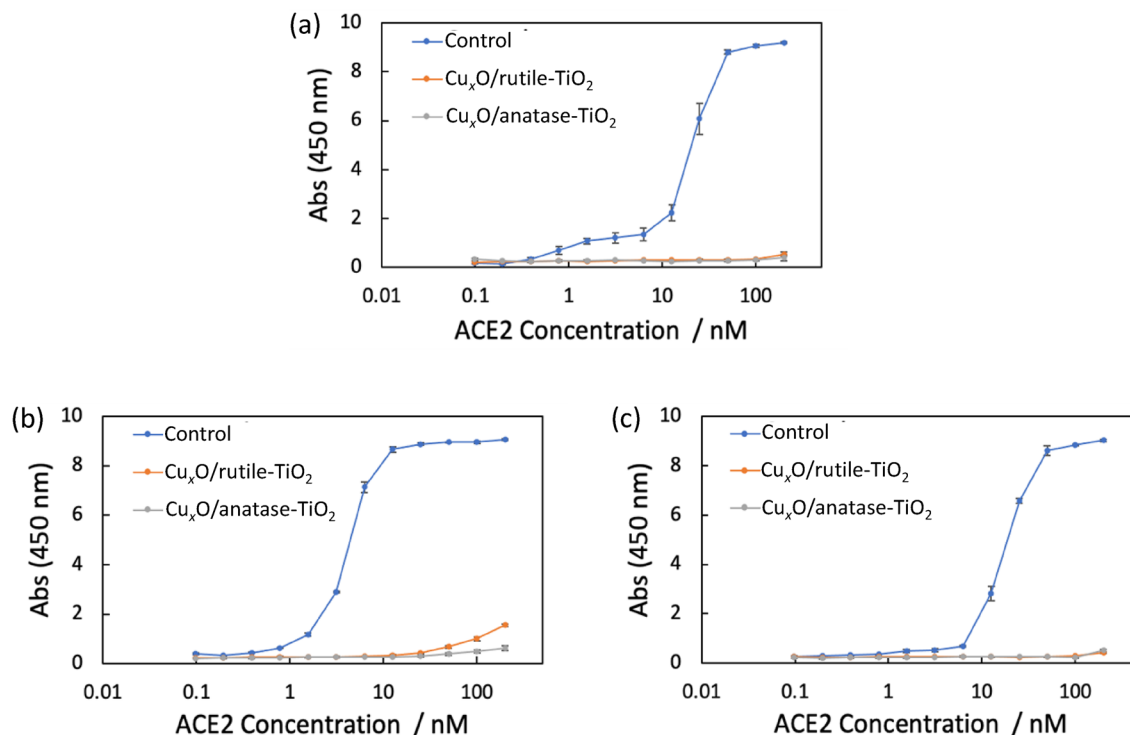 (a)
Abs (450 nm)
10
8
6
4
2
0
Control
CuₓO/rutile-TiO₂
CuₓO/anatase-TiO₂
0.01 0.1 1 10 100
ACE2 Concentration / nM
(b)
Abs (450 nm)
10
8
6
4
2
0
Control
CuₓO/rutile-TiO₂
CuₓO/anatase-TiO₂
0.01 0.1 1 10 100
ACE2 Concentration / nM
(c)
Abs (450 nm)
10
8
6
4
2
0
Control
CuₓO/rutile-TiO₂
CuₓO/anatase-TiO₂
0.01 0.1 1 10 100
ACE2 Concentration / nM